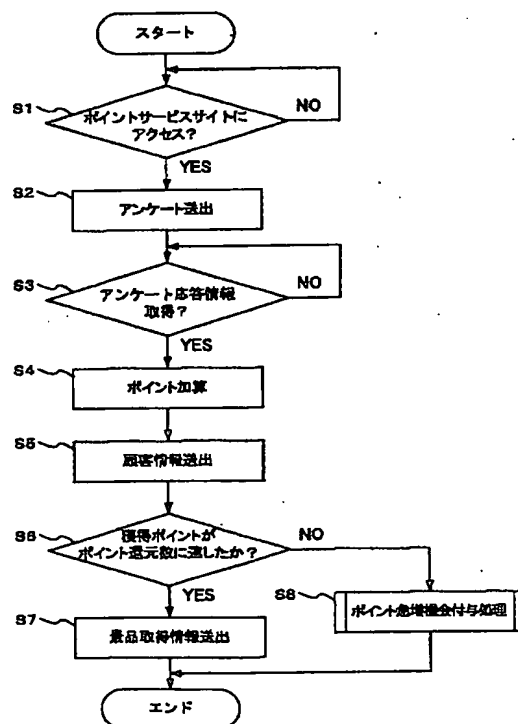 スタート
S1
ポイントサービスサイトに
アクセス?
NO
YES
S2
アンケート送出
S3
アンケート応答情報
取得?
NO
YES
S4
ポイント加算
S5
顧客情報送出
S6
獲得ポイントが
ポイント還元数に達したか?
NO
YES
S7
景品取得情報送出
S8
ポイント急増機会付与処理
エンド